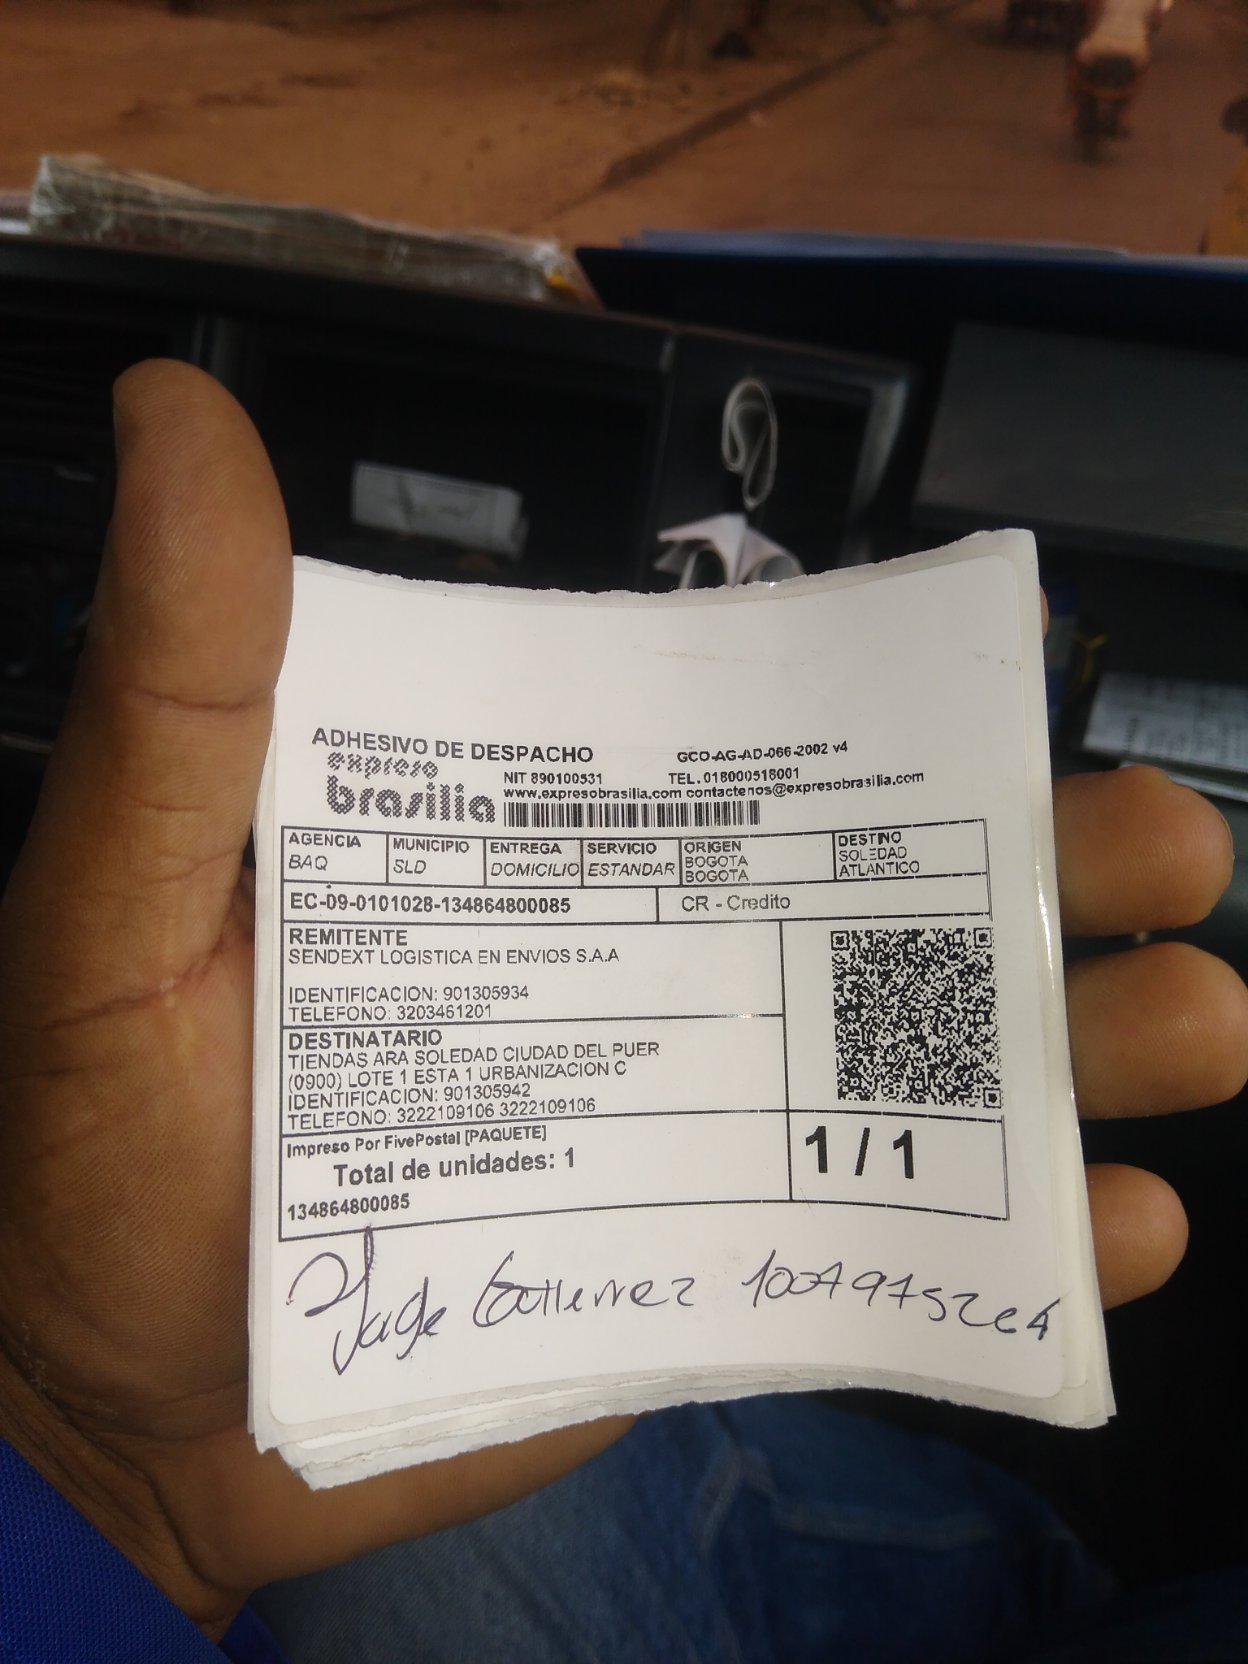 ADHESIVO DE DESPACHO
GCO-AG-AD-066-2002 v4
expreso
brasilia
NIT 890100531
TEL. 018000518001
www.expresobrasilia.com contactenos@expresobrasilia.com
AGENCIA
BAQ
MUNICIPIO
SLD
ENTREGA
DOMICILIO
SERVICIO
ESTANDAR
ORIGEN
BOGOTA
BOGOTA
DESTINO
SOLEDAD
ATLANTICO
EC-09-0101028-134864800085
CR - Credito
REMITENTE
SENDEXT LOGISTICA EN ENVIOS S.A.A
IDENTIFICACION: 901305934
TELEFONO: 3203461201
DESTINATARIO
TIENDAS ARA SOLEDAD CIUDAD DEL PUER
(0900) LOTE 1 ESTA 1 URBANIZACION C
IDENTIFICACION: 901305942
TELEFONO: 3222109106 3222109106
Impreso Por FivePostal [PAQUETE]
Total de unidades: 1
1 / 1
134864800085
Gutierrez